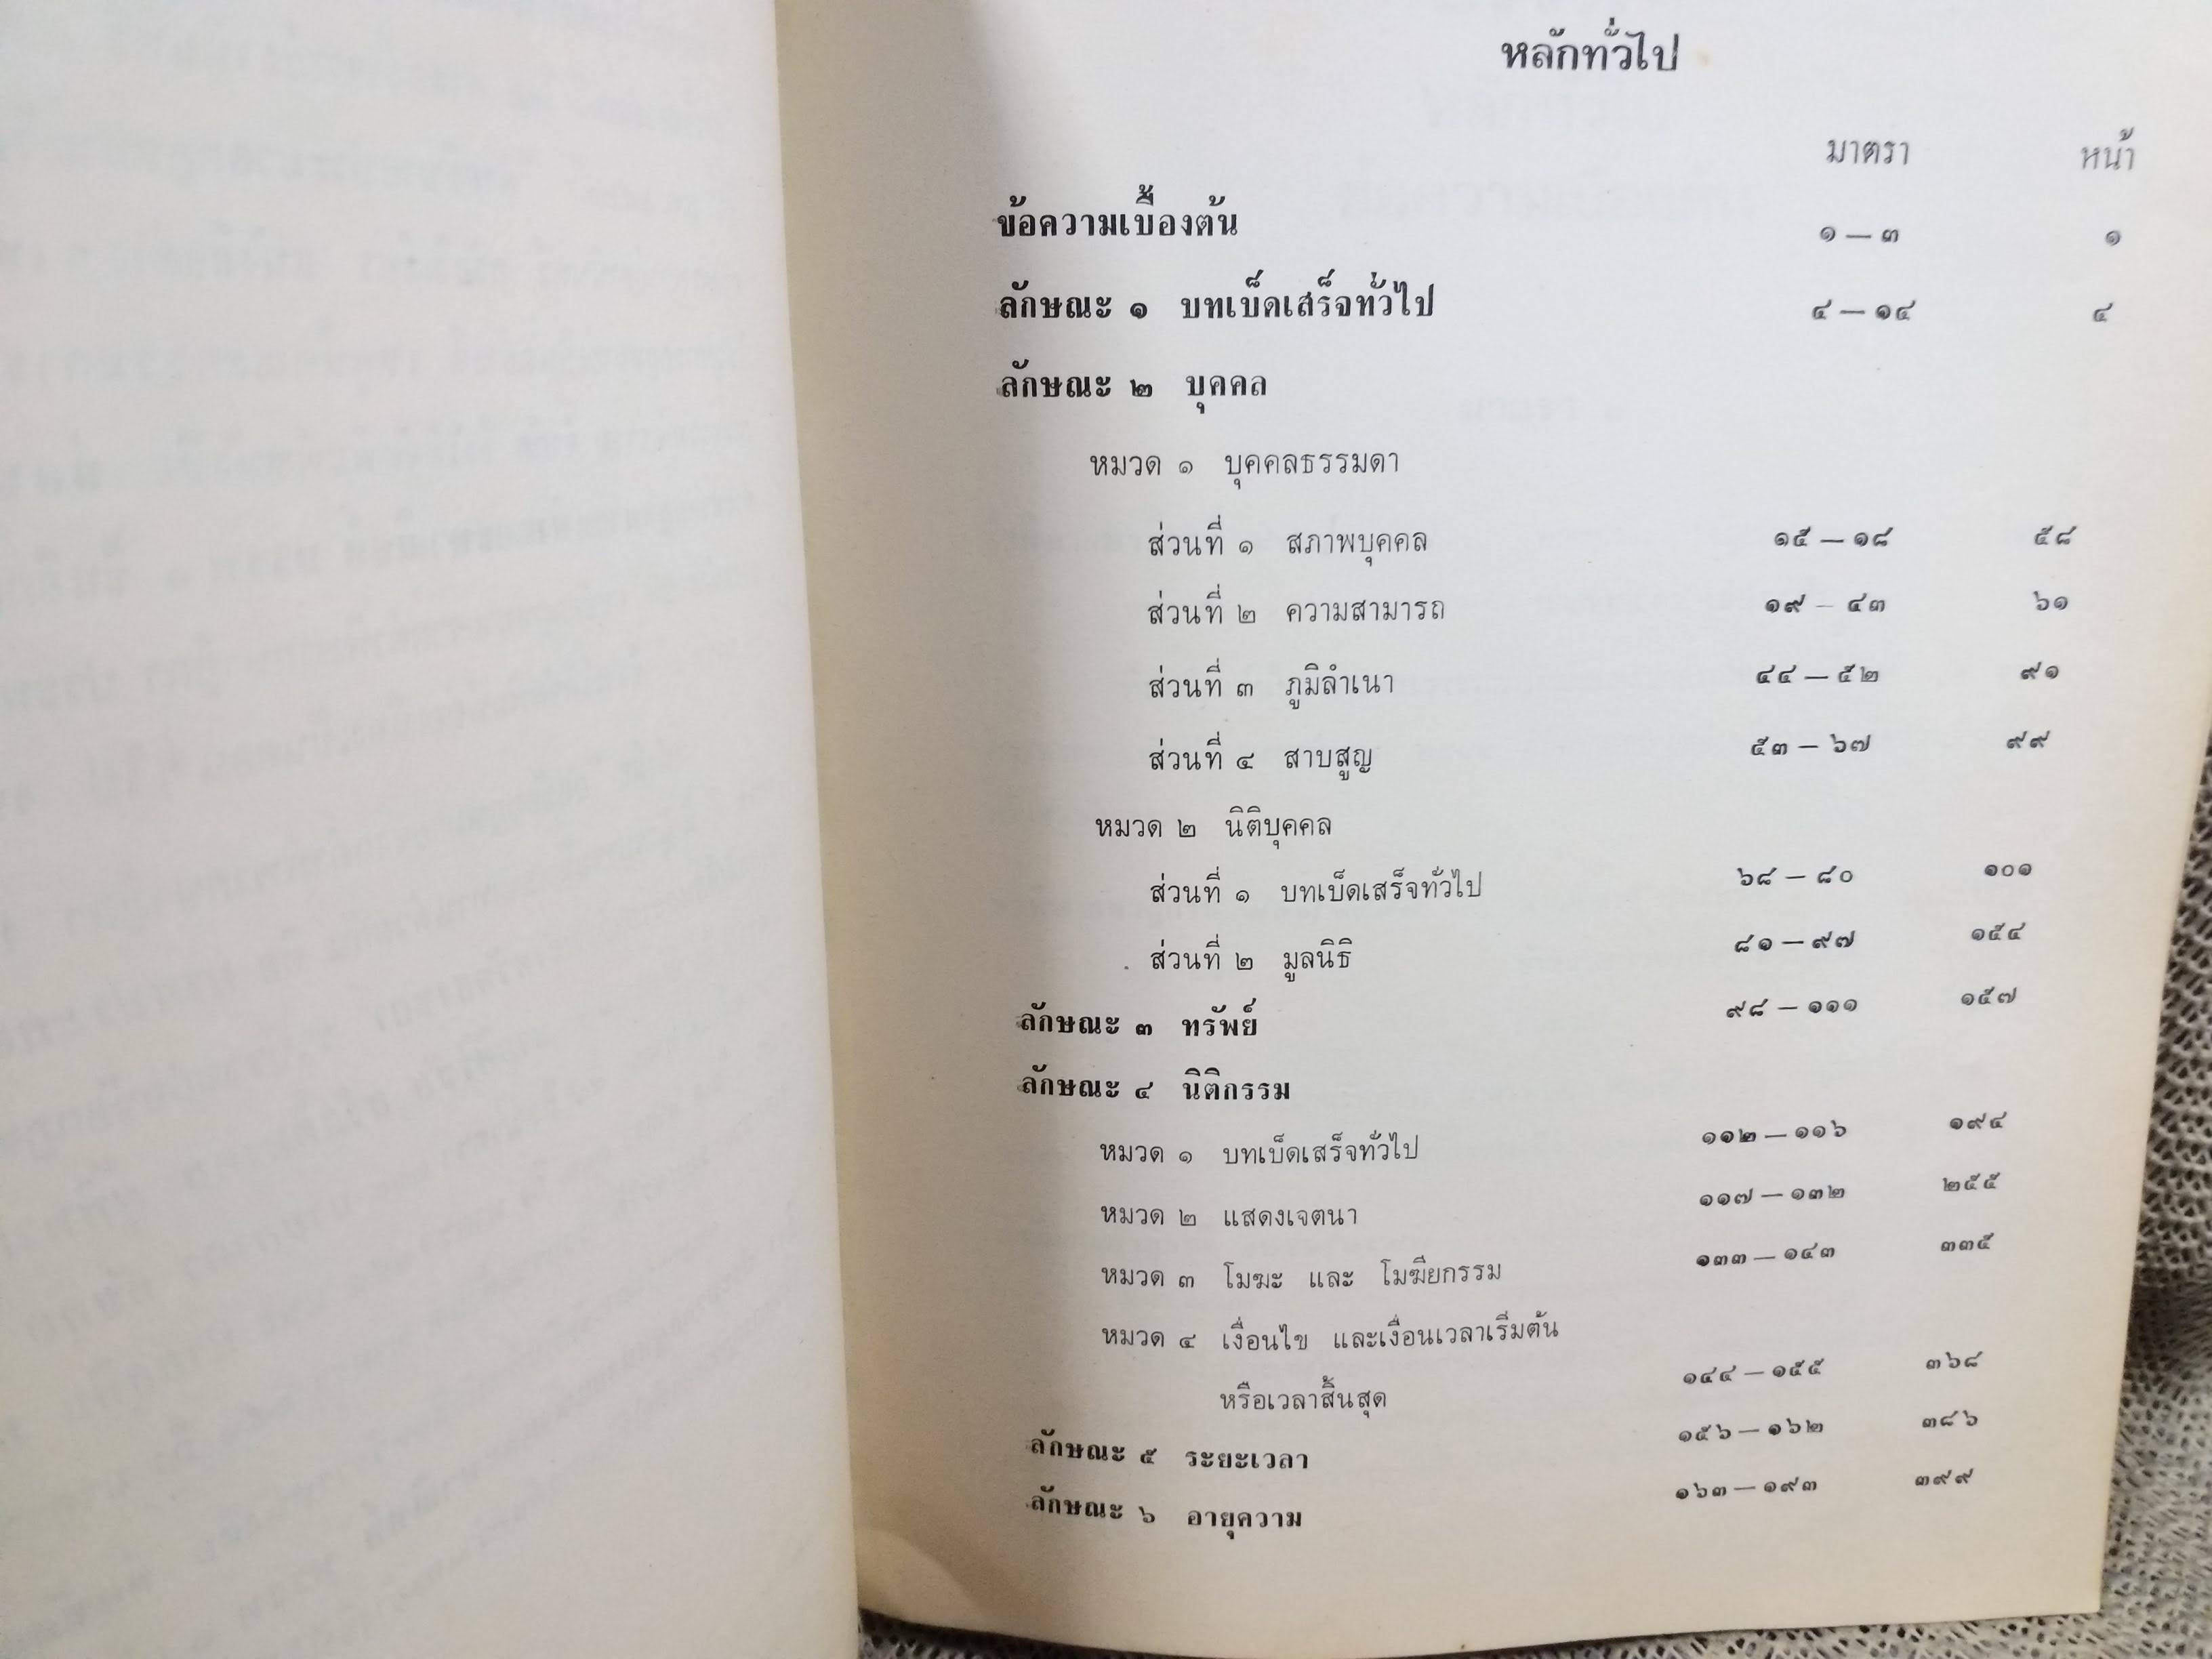 หลักทั่วไป
มาตรา หน้า
ข้อความเบื้องต้น ๑ — ๓ ๑
ลักษณะ ๑ บทเบ็ดเสร็จทั่วไป ๔ — ๑๔ ๔
ลักษณะ ๒ บุคคล
หมวด ๑ บุคคลธรรมดา
ส่วนที่ ๑ สภาพบุคคล ๑๕ — ๑๘ ๕๘
ส่วนที่ ๒ ความสามารถ ๑๙ — ๔๓ ๖๑
ส่วนที่ ๓ ภูมิลำเนา ๔๔ — ๕๒ ๙๑
ส่วนที่ ๔ สาบสูญ ๕๓ — ๖๗ ๙๙
หมวด ๒ นิติบุคคล
ส่วนที่ ๑ บทเบ็ดเสร็จทั่วไป ๖๘ — ๘๐ ๑๐๑
ส่วนที่ ๒ มูลนิธิ ๘๑ — ๙๗ ๑๕๔
ลักษณะ ๓ ทรัพย์ ๙๘ — ๑๑๑ ๑๕๗
ลักษณะ ๔ นิติกรรม
หมวด ๑ บทเบ็ดเสร็จทั่วไป ๑๑๒ — ๑๑๖ ๑๙๔
หมวด ๒ แสดงเจตนา ๑๑๗ — ๑๓๒ ๒๕๕
หมวด ๓ โมฆะ และ โมฆียกรรม ๑๓๓ — ๑๔๓ ๓๓๕
หมวด ๔ เงื่อนไข และเงื่อนเวลาเริ่มต้น
หรือเวลาสิ้นสุด ๑๔๔ — ๑๕๕ ๓๖๘
ลักษณะ ๕ ระยะเวลา ๑๕๖ — ๑๖๒ ๓๘๖
ลักษณะ ๖ อายุความ ๑๖๓ — ๑๙๓ ๓๙๙